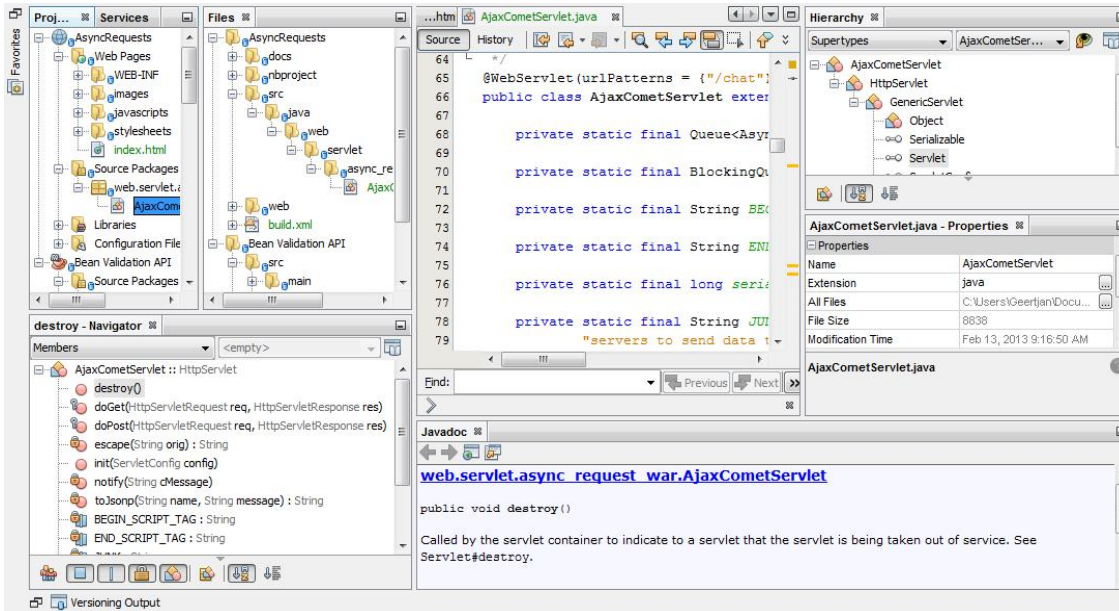 Favorites
Proj... Services
AsyncRequests
Web Pages
WEB-INF
images
javascripts
stylesheets
index.html
Source Packages
web.servlet.a
AjaxCom
Libraries
Configuration File
Bean Validation API
Source Packages
Files
AsyncRequests
docs
nbproject
src
java
web
servlet
async_re
AjaxC
web
build.xml
Bean Validation API
src
main
destroy - Navigator
Members <empty>
AjaxCometServlet :: HttpServlet
destroy()
doGet(HttpServletRequest req, HttpServletResponse res)
doPost(HttpServletRequest req, HttpServletResponse res)
escape(String orig) : String
init(ServletConfig config)
notify(String cMessage)
toJsonp(String name, String message) : String
BEGIN_SCRIPT_TAG : String
END_SCRIPT_TAG : String
...htm AjaxCometServlet.java
Source History
64 */
65 @WebServlet(urlPatterns = {"/chat"}
66 public class AjaxCometServlet exter
67
68 private static final Queue<Asyn
69
70 private static final BlockingQu
71
72 private static final String BEG
73
74 private static final String END
75
76 private static final long seria
77
78 private static final String JUN
79 "servers to send data t
Find: Previous Next
Javadoc
web.servlet.async_request_war.AjaxCometServlet
public void destroy()
Called by the servlet container to indicate to a servlet that the servlet is being taken out of service. See
Servlet#destroy.
Hierarchy
Supertypes AjaxCometSer...
AjaxCometServlet
HttpServlet
GenericServlet
Object
Serializable
Servlet
AjaxCometServlet.java - Properties
Properties
Name AjaxCometServlet
Extension java
All Files C:\Users\Geertjan\Docu...
File Size 8838
Modification Time Feb 13, 2013 9:16:50 AM
AjaxCometServlet.java
Versioning Output